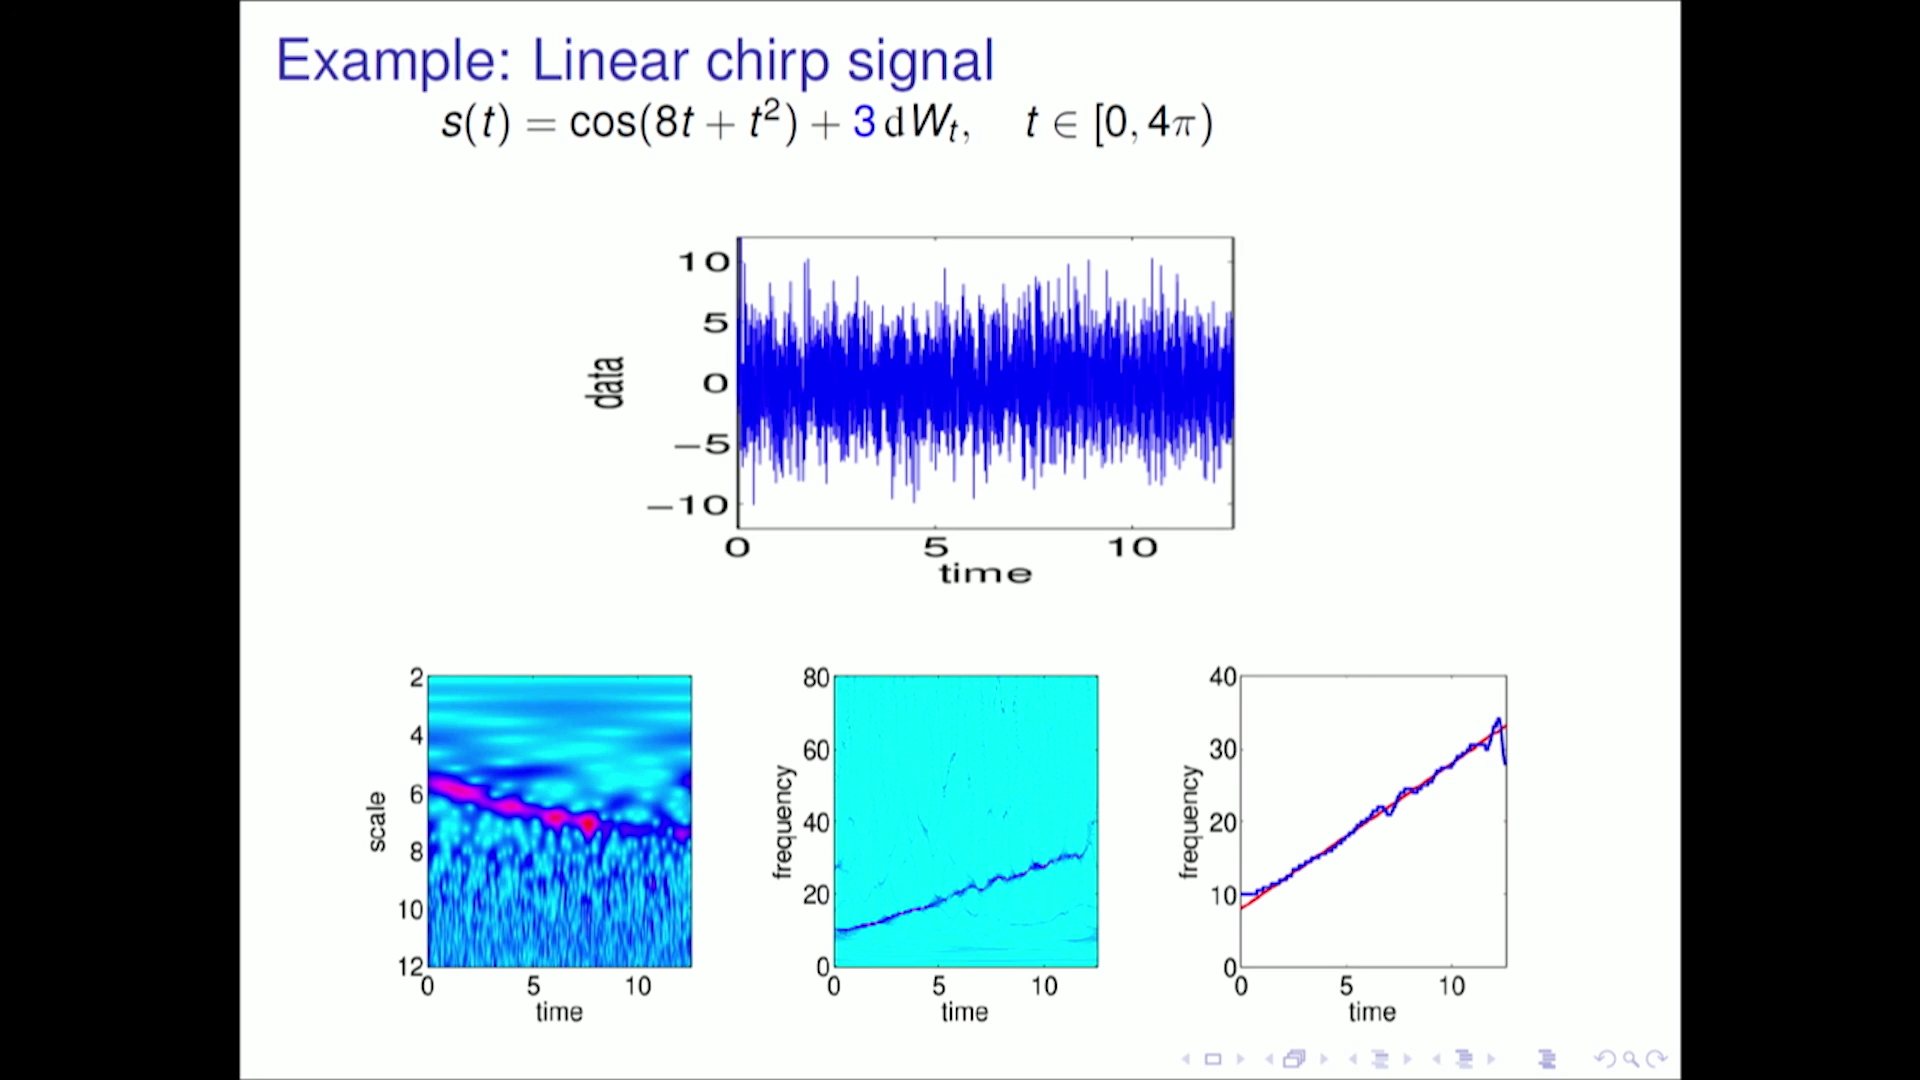 Example: Linear chirp signal
s(t) = cos(8t + t²) + 3 dWₜ, t ∈ [0, 4π)
10
5
0
−5
−10
data
0 5 10
time
2
4
6
8
10
12
scale
0 5 10
time
80
60
40
20
0
frequency
0 5 10
time
40
30
20
10
0
frequency
0 5 10
time